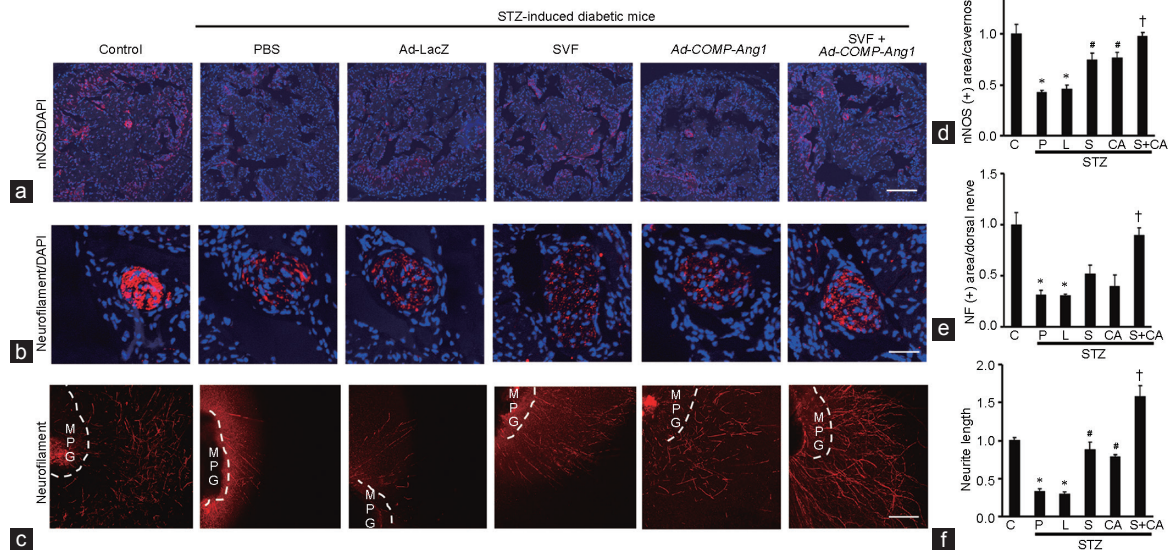 STZ-induced diabetic mice
Control PBS Ad-LacZ SVF Ad-COMP-Ang1 SVF +
Ad-COMP-Ang1
nNOS/DAPI
a
Neurofilament/DAPI
b
Neurofilament
M
P
G
M
P
G
M
P
G
M
P
G
M
P
G
M
P
G
c
nNOS (+) area/cavernos
1.0
0.5
0.0
* * # # †
C P L S CA S+CA
STZ
d
NF (+) area/dorsal nerve
1.5
1.0
0.5
0.0
* * †
C P L S CA S+CA
STZ
e
Neurite length
2.0
1.5
1.0
0.5
0.0
* * # # †
C P L S CA S+CA
STZ
f